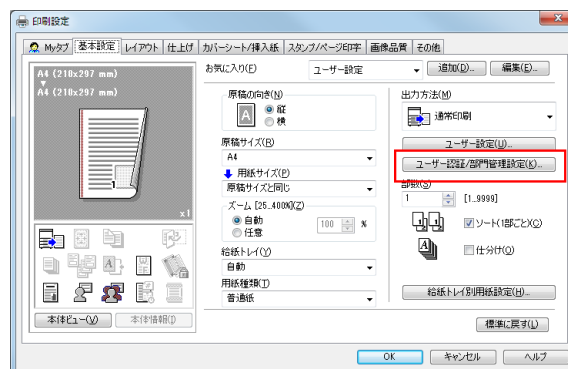 印刷設定
Myタブ 基本設定 レイアウト 仕上げ カバーシート/挿入紙 スタンプ/ページ印字 画像品質 その他
A4 (210x297 mm)
A4 (210x297 mm)
1
x1
本体ビュー(V) 本体情報(I)
お気に入り(F) ユーザー設定 追加(D)... 編集(E)...
原稿の向き(N)
A
縦
横
原稿サイズ(R)
A4
用紙サイズ(P)
原稿サイズと同じ
ズーム [25..400%](Z)
自動
任意
100 %
給紙トレイ(Y)
自動
用紙種類(T)
普通紙
出力方法(M)
通常印刷
ユーザー設定(U)...
ユーザー認証/部門管理設定(K)...
部数(S)
1 [1..9999]
ソート(1部ごと)(C)
仕分け(O)
給紙トレイ別用紙設定(H)...
標準に戻す(L)
OK キャンセル ヘルプ